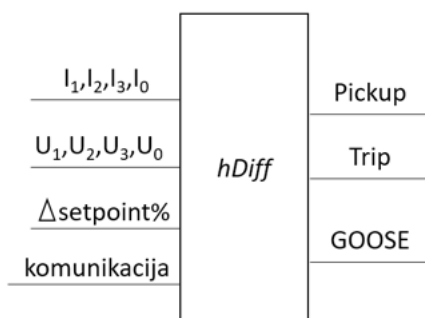 I₁,I₂,I₃,I₀
U₁,U₂,U₃,U₀
Δsetpoint%
komunikacija
hDiff
Pickup
Trip
GOOSE